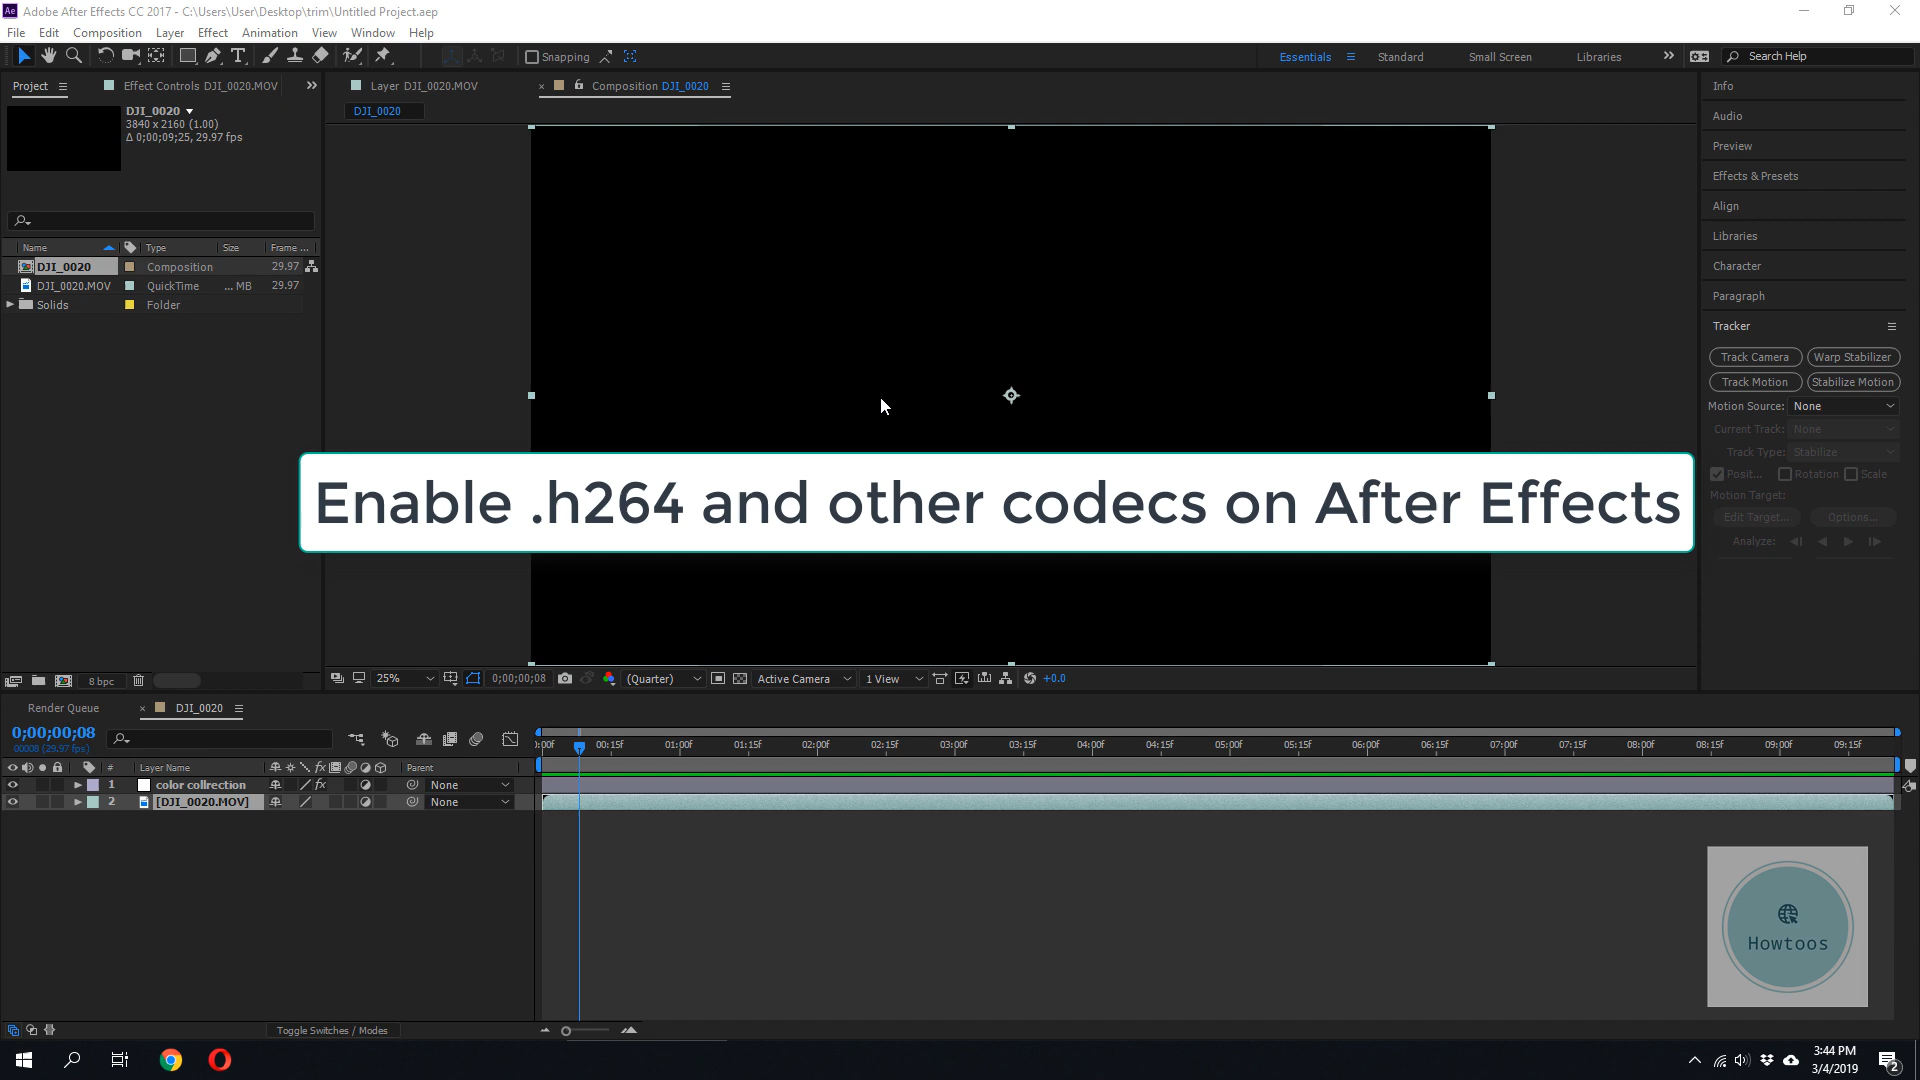 Ae Adobe After Effects CC 2017 - C:\Users\User\Desktop\trim\Untitled Project.aep
File Edit Composition Layer Effect Animation View Window Help
Snapping
Essentials Standard Small Screen Libraries Search Help
Project Effect Controls DJI_0020.MOV
Layer DJI_0020.MOV
Composition DJI_0020
DJI_0020
DJI_0020
3840 x 2160 (1.00)
Δ 0;00;09;25, 29.97 fps
Name Type Size Frame ...
DJI_0020 Composition 29.97
DJI_0020.MOV QuickTime ... MB 29.97
Solids Folder
Info
Audio
Preview
Effects & Presets
Align
Libraries
Character
Paragraph
Tracker
Track Camera Warp Stabilizer
Track Motion Stabilize Motion
Motion Source: None
Current Track: None
Track Type: Stabilize
Posit... Rotation Scale
Motion Target:
Edit Target... Options...
Analyze:
Enable .h264 and other codecs on After Effects
8 bpc
25% 0;00;00;08 (Quarter) Active Camera 1 View +0.0
Render Queue DJI_0020
0;00;00;08
00008 (29.97 fps)
:00f 00:15f 01:00f 01:15f 02:00f 02:15f 03:00f 03:15f 04:00f 04:15f 05:00f 05:15f 06:00f 06:15f 07:00f 07:15f 08:00f 08:15f 09:00f 09:15f
# Layer Name fx Parent
1 color collrection fx None
2 [DJI_0020.MOV] None
Howtoos
Toggle Switches / Modes
3:44 PM
3/4/2019
2